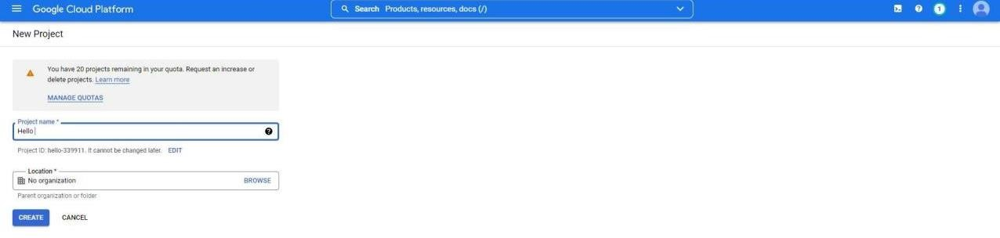 Google Cloud Platform
Search Products, resources, docs (/)
1
New Project
You have 20 projects remaining in your quota. Request an increase or
delete projects. Learn more
MANAGE QUOTAS
Project name *
Hello
Project ID: hello-339911. It cannot be changed later. EDIT
Location *
No organization BROWSE
Parent organization or folder
CREATE CANCEL